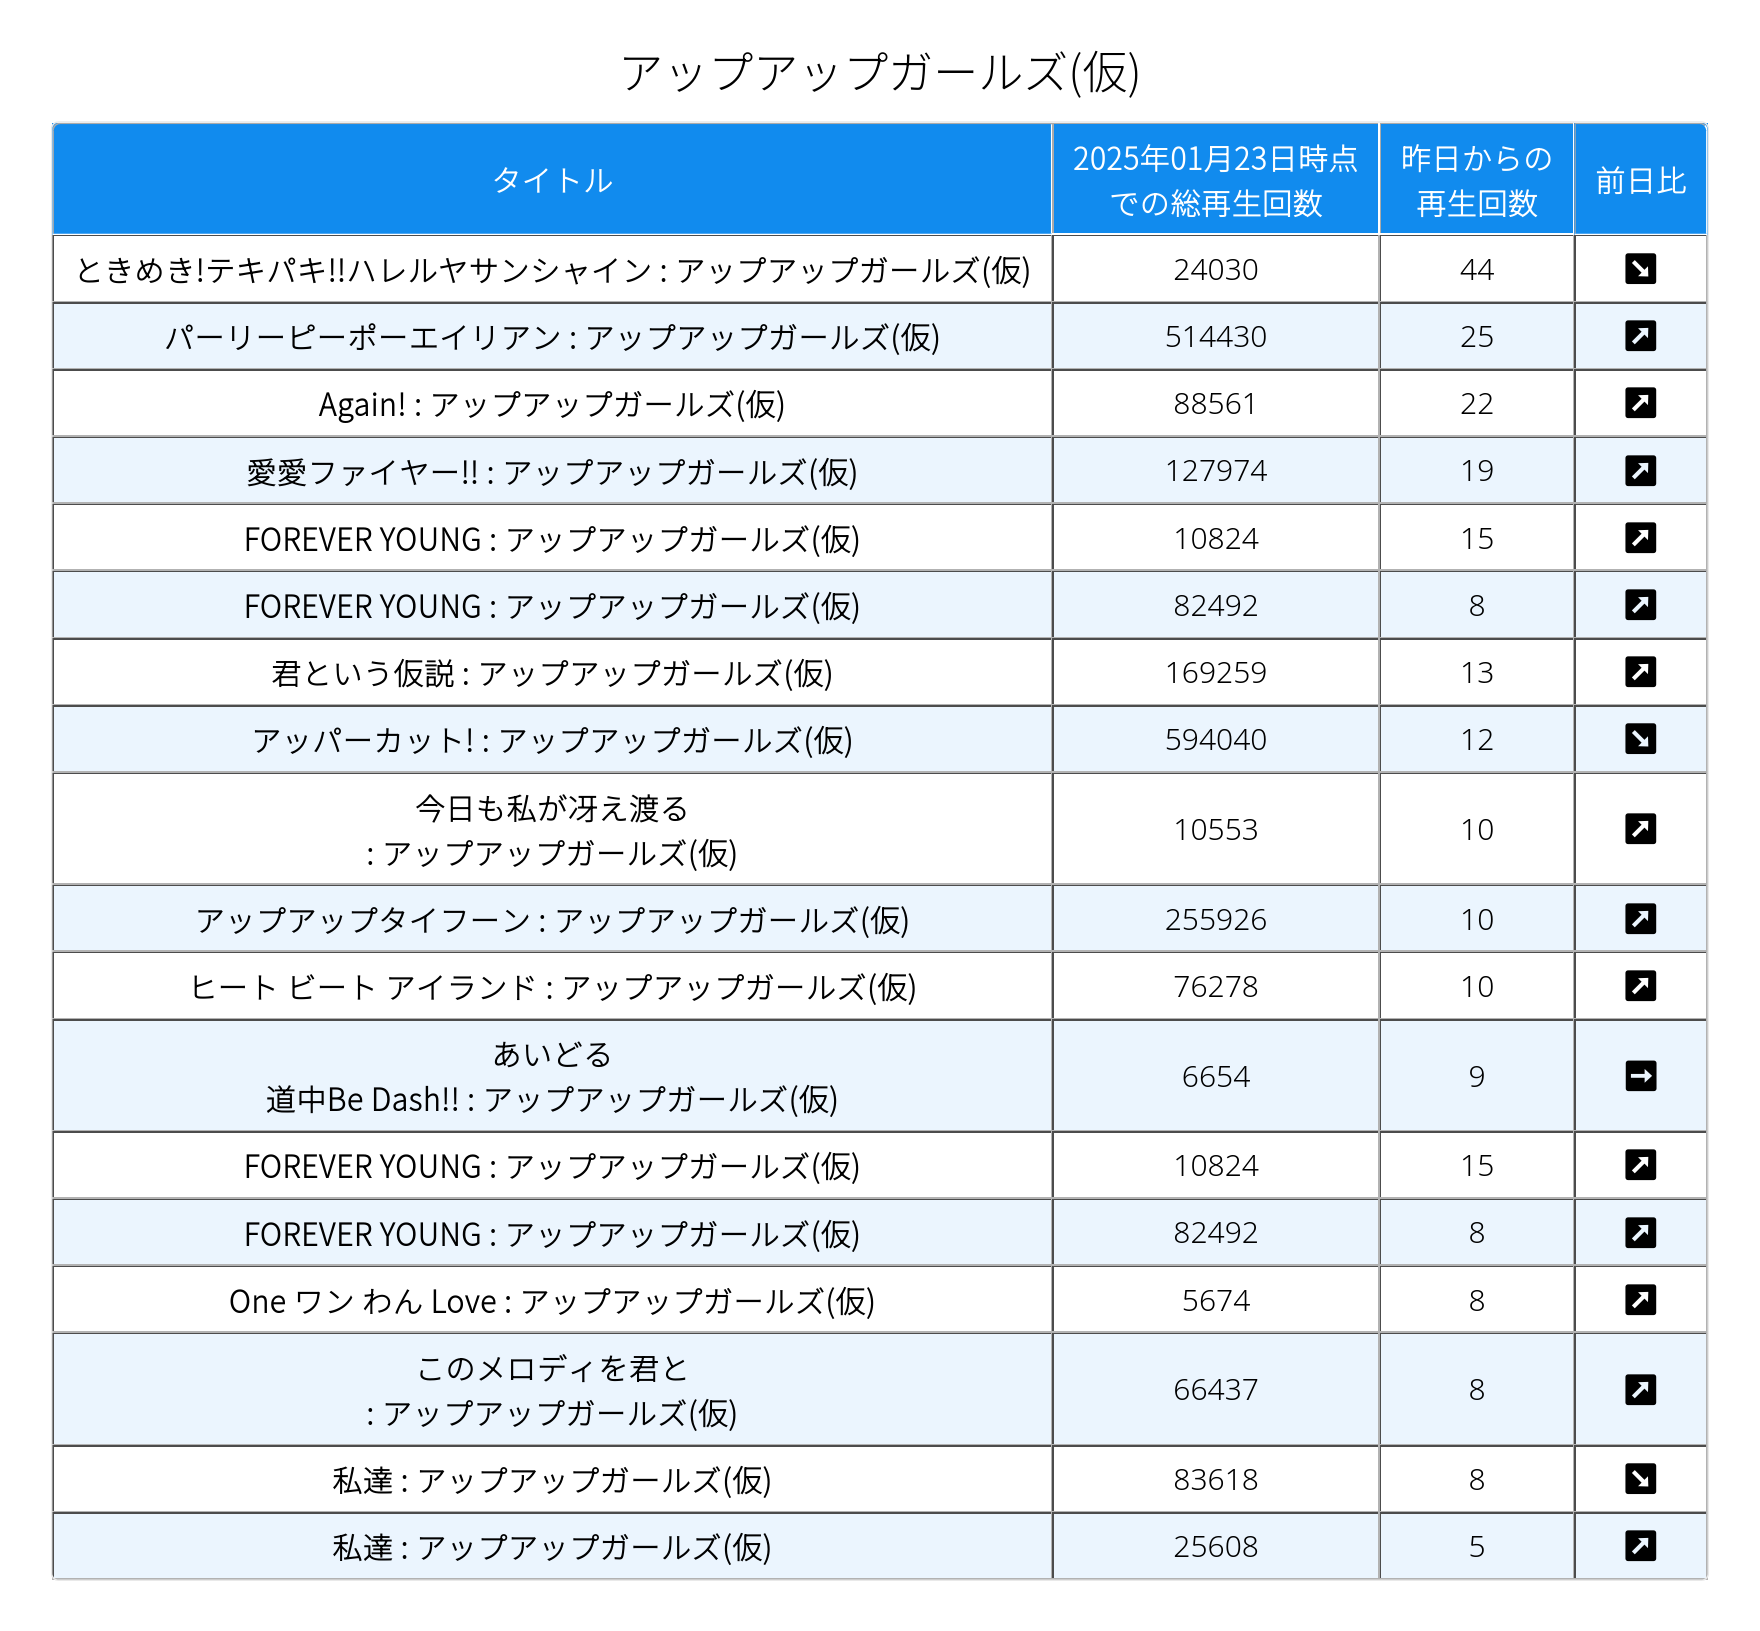 アップアップガールズ(仮)
タイトル 2025年01月23日時点での総再生回数 昨日からの再生回数 前日比
ときめき!テキパキ!!ハレルヤサンシャイン : アップアップガールズ(仮) 24030 44 ↘
パーリーピーポーエイリアン : アップアップガールズ(仮) 514430 25 ↗
Again! : アップアップガールズ(仮) 88561 22 ↗
愛愛ファイヤー!! : アップアップガールズ(仮) 127974 19 ↗
FOREVER YOUNG : アップアップガールズ(仮) 10824 15 ↗
FOREVER YOUNG : アップアップガールズ(仮) 82492 8 ↗
君という仮説 : アップアップガールズ(仮) 169259 13 ↗
アッパーカット! : アップアップガールズ(仮) 594040 12 ↘
今日も私が冴え渡る
: アップアップガールズ(仮) 10553 10 ↗
アップアップタイフーン : アップアップガールズ(仮) 255926 10 ↗
ヒート ビート アイランド : アップアップガールズ(仮) 76278 10 ↗
あいどる
道中Be Dash!! : アップアップガールズ(仮) 6654 9 →
FOREVER YOUNG : アップアップガールズ(仮) 10824 15 ↗
FOREVER YOUNG : アップアップガールズ(仮) 82492 8 ↗
One ワン わん Love : アップアップガールズ(仮) 5674 8 ↗
このメロディを君と
: アップアップガールズ(仮) 66437 8 ↗
私達 : アップアップガールズ(仮) 83618 8 ↘
私達 : アップアップガールズ(仮) 25608 5 ↗